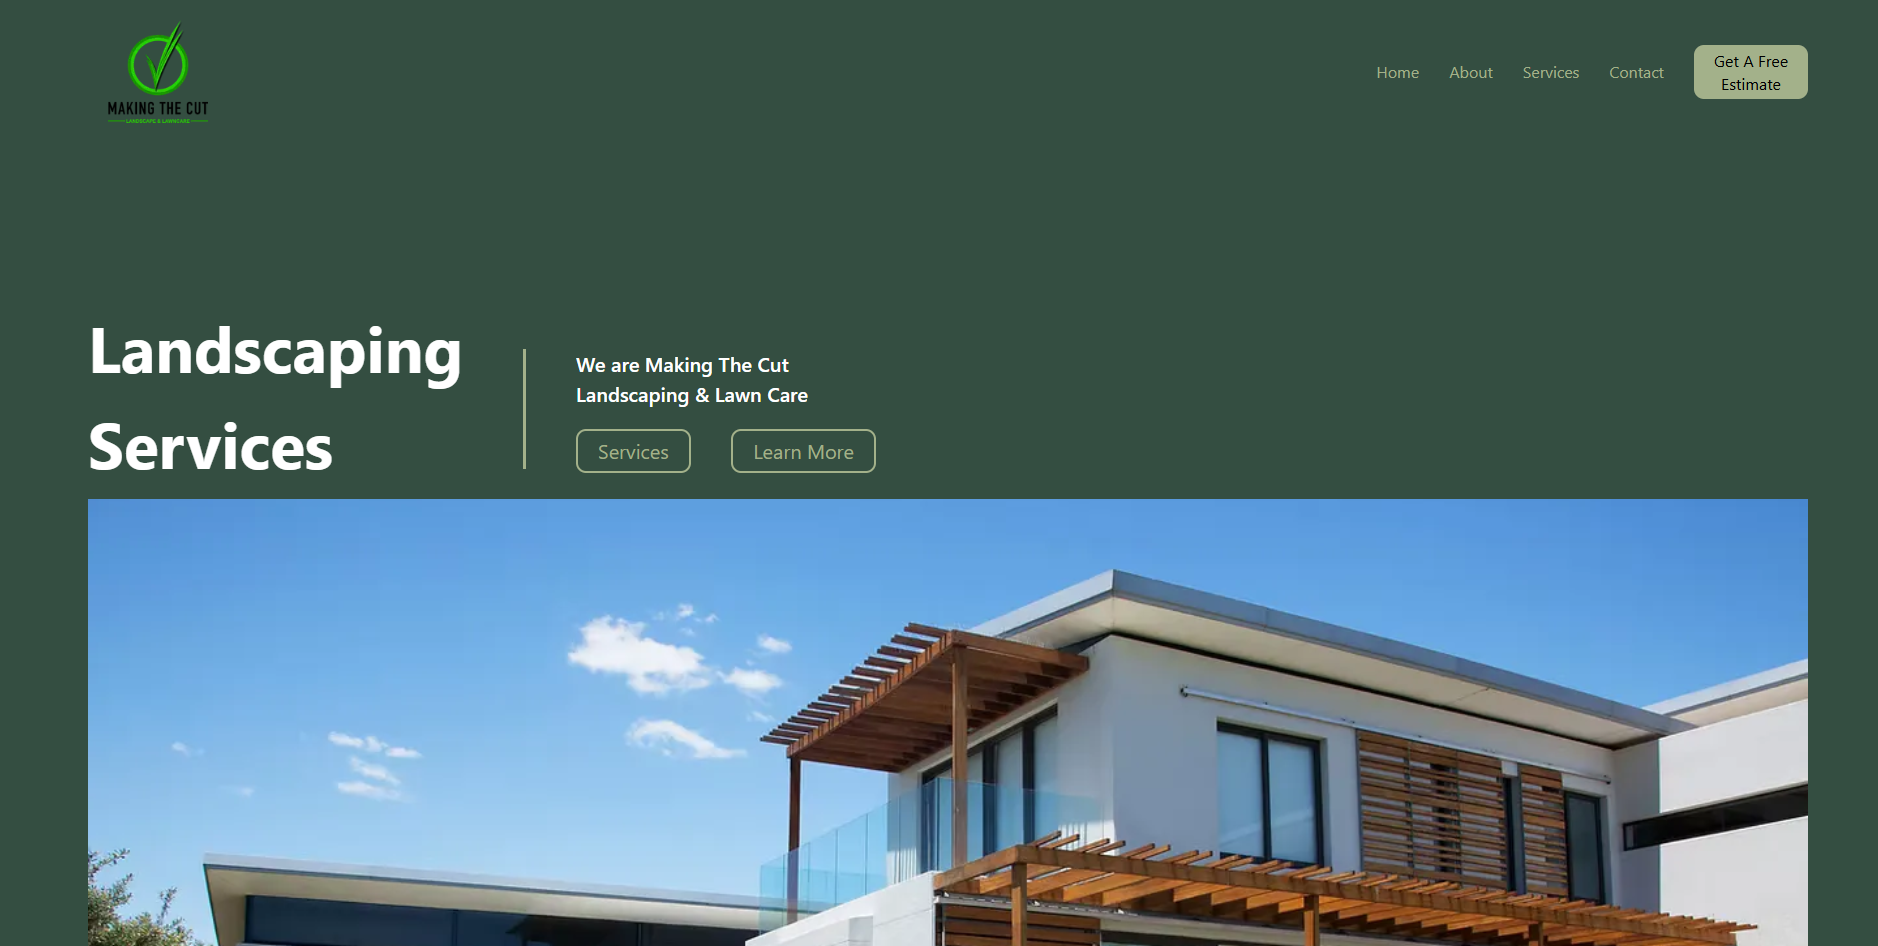 MAKING THE CUT
LANDSCAPE & LAWNCARE
Home
About
Services
Contact
Get A Free
Estimate
Landscaping
Services
We are Making The Cut
Landscaping & Lawn Care
Services
Learn More